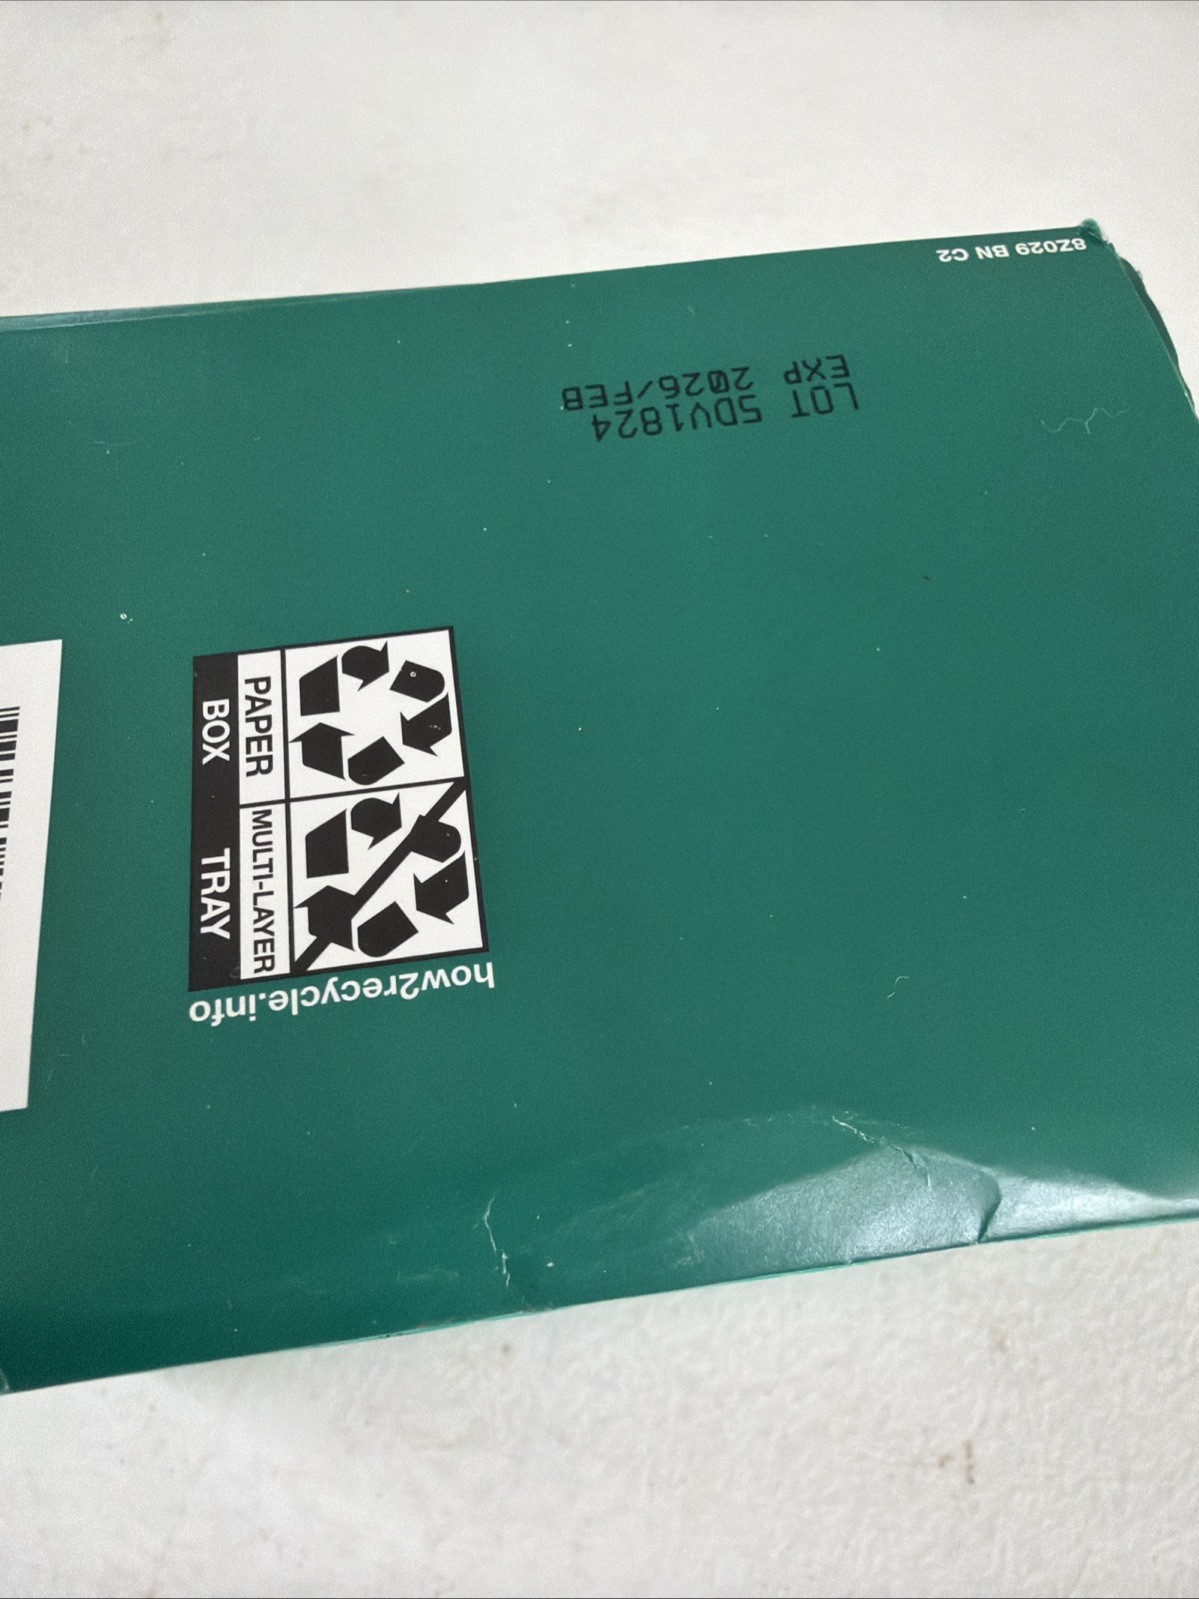 8Z029 BN C2
LOT 5DV1824
EXP 2026/FEB
PAPER
BOX
MULTI-LAYER
TRAY
how2recycle.info